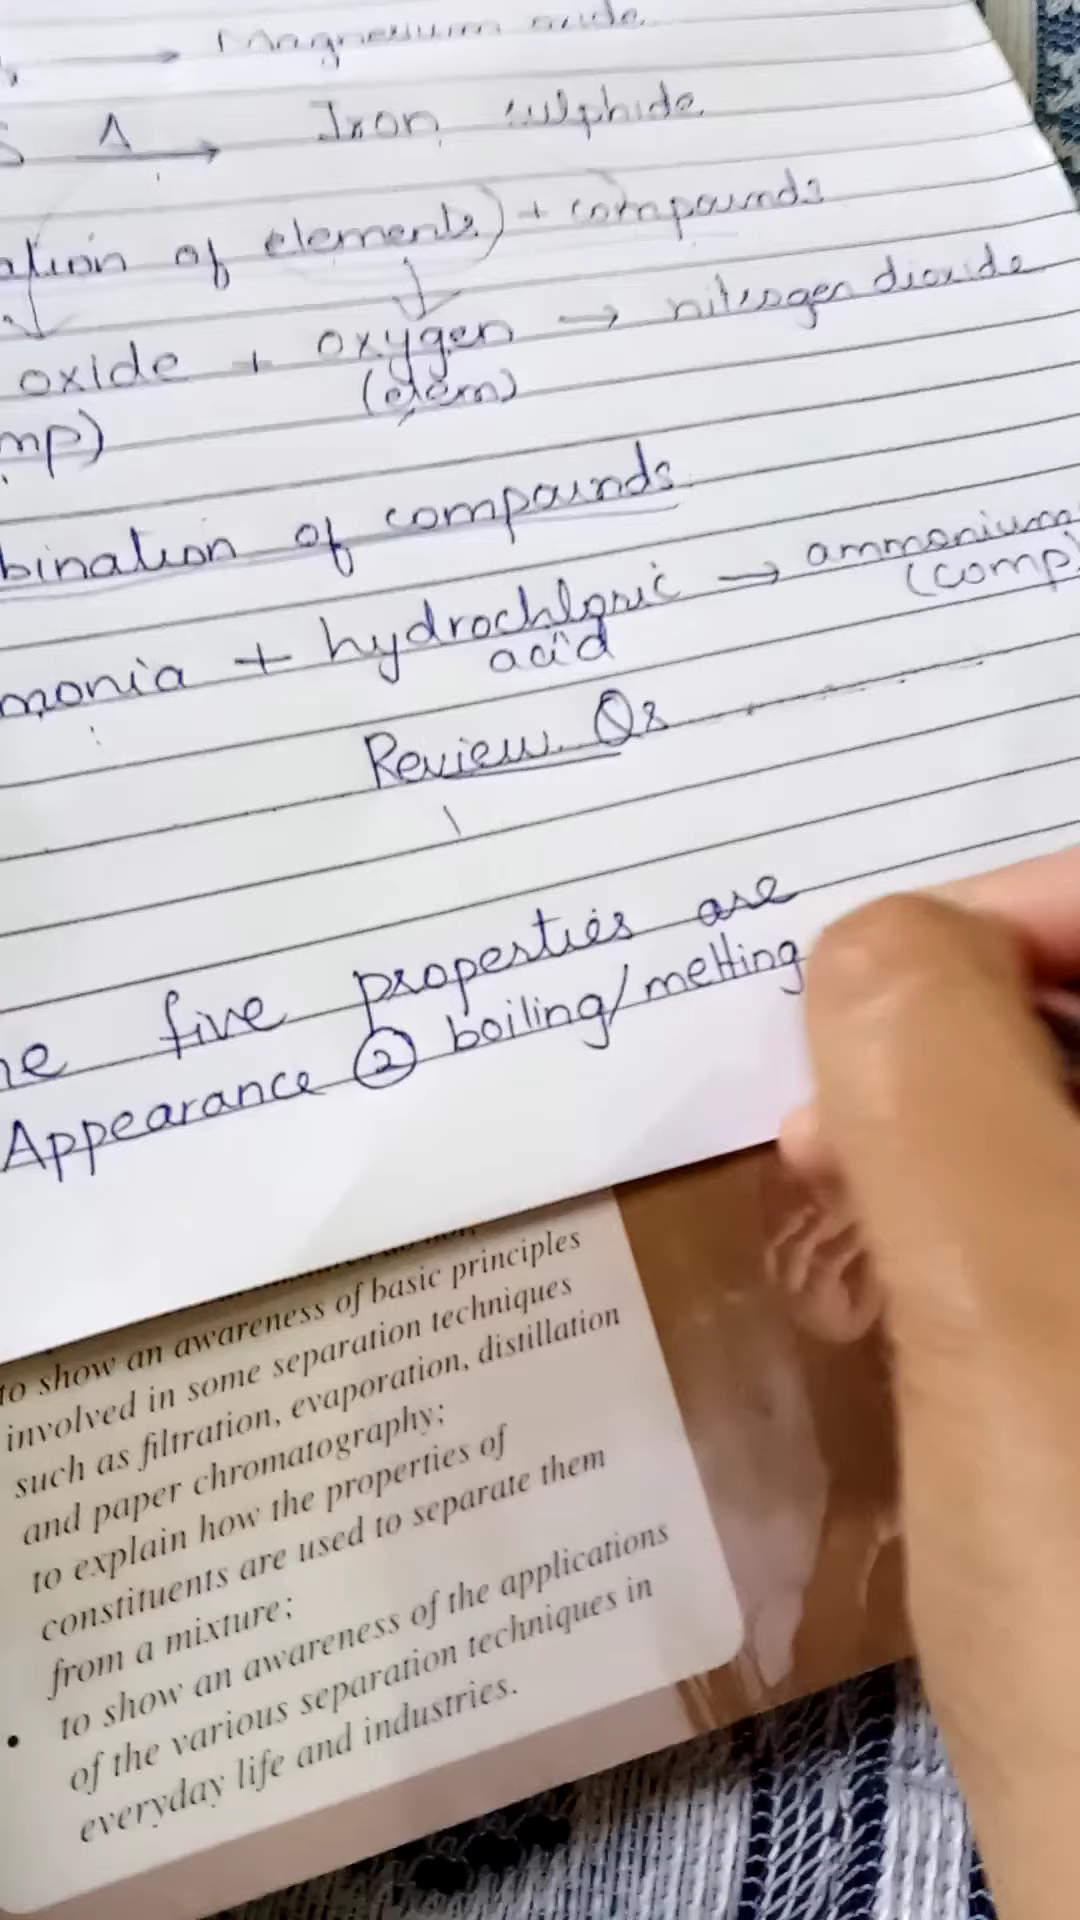 → Magnesium oxide.
S Δ → Iron sulphide.
ation of elements) + compounds
oxide + oxygen → nitrogen dioxide
mp) (elem)
bination of compounds.
monia + hydrochloric → ammonium
acid (comp)
Review Qs
he five properties are
Appearance ② boiling/melting
to show an awareness of basic principles
involved in some separation techniques
such as filtration, evaporation, distillation
and paper chromatography;
to explain how the properties of
constituents are used to separate them
from a mixture;
• to show an awareness of the applications
of the various separation techniques in
everyday life and industries.